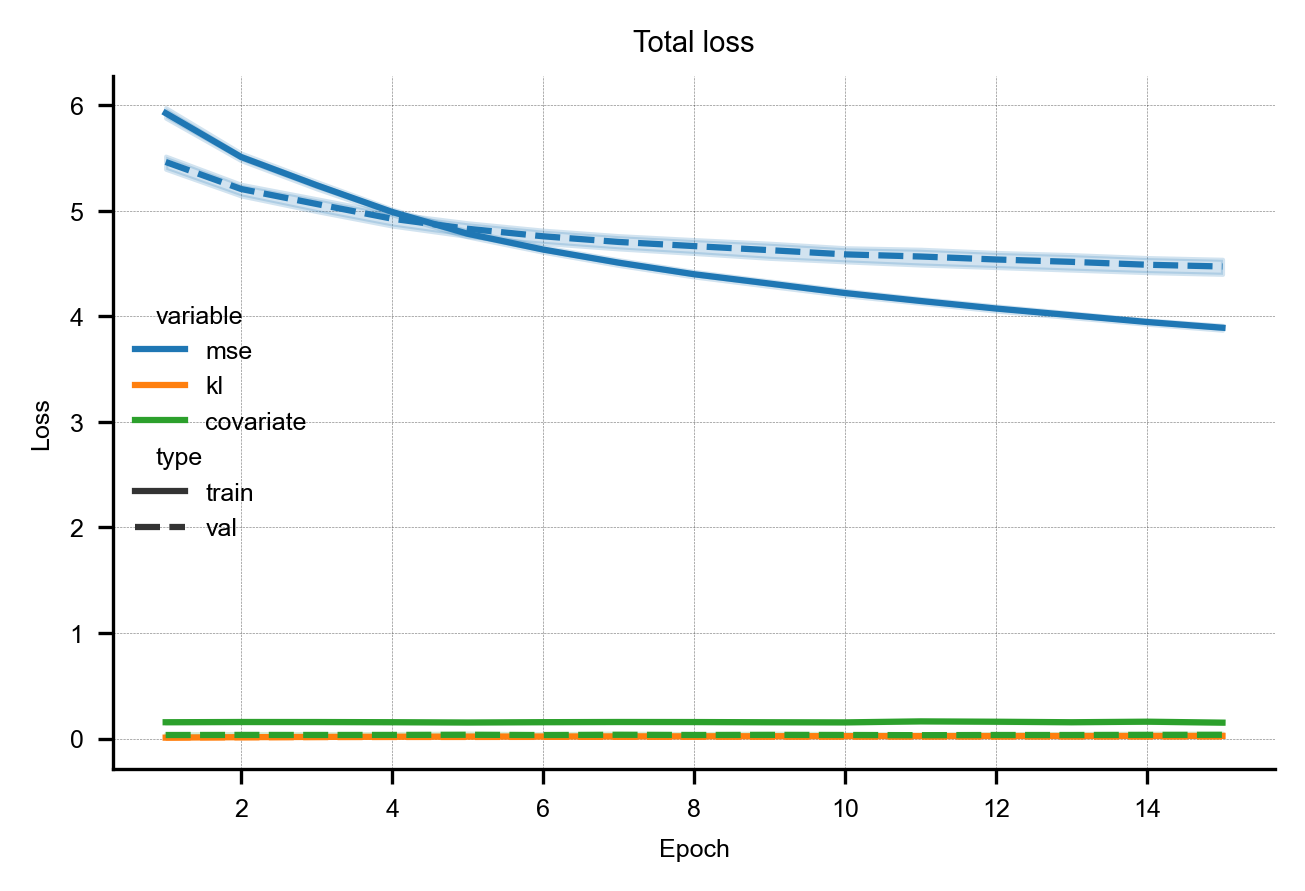 Total loss
6
5
4
3
2
1
0
Loss
variable
mse
kl
covariate
type
train
val
2 4 6 8 10 12 14
Epoch